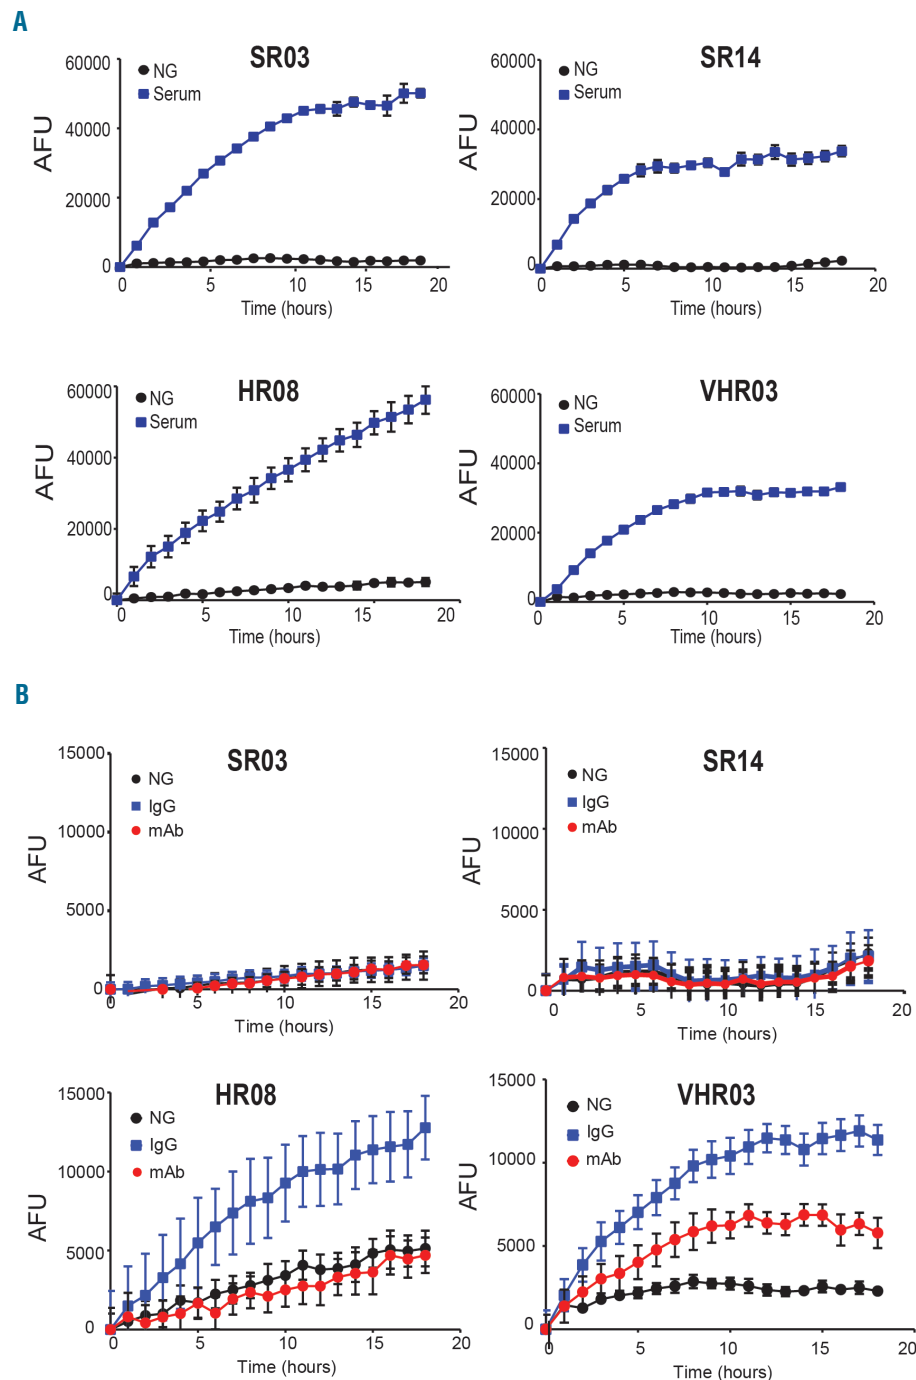 A
SR03
NG
Serum
60000
40000
20000
0
AFU
0 5 10 15 20
Time (hours)
SR14
NG
Serum
60000
40000
20000
0
AFU
0 5 10 15 20
Time (hours)
HR08
NG
Serum
60000
40000
20000
0
AFU
0 5 10 15 20
Time (hours)
VHR03
NG
Serum
60000
40000
20000
0
AFU
0 5 10 15 20
Time (hours)
B
SR03
NG
IgG
mAb
15000
10000
5000
0
AFU
0 5 10 15 20
Time (hours)
SR14
NG
IgG
mAb
15000
10000
5000
0
AFU
0 5 10 15 20
Time (hours)
HR08
NG
IgG
mAb
15000
10000
5000
0
AFU
0 5 10 15 20
Time (hours)
VHR03
NG
IgG
mAb
15000
10000
5000
0
AFU
0 5 10 15 20
Time (hours)